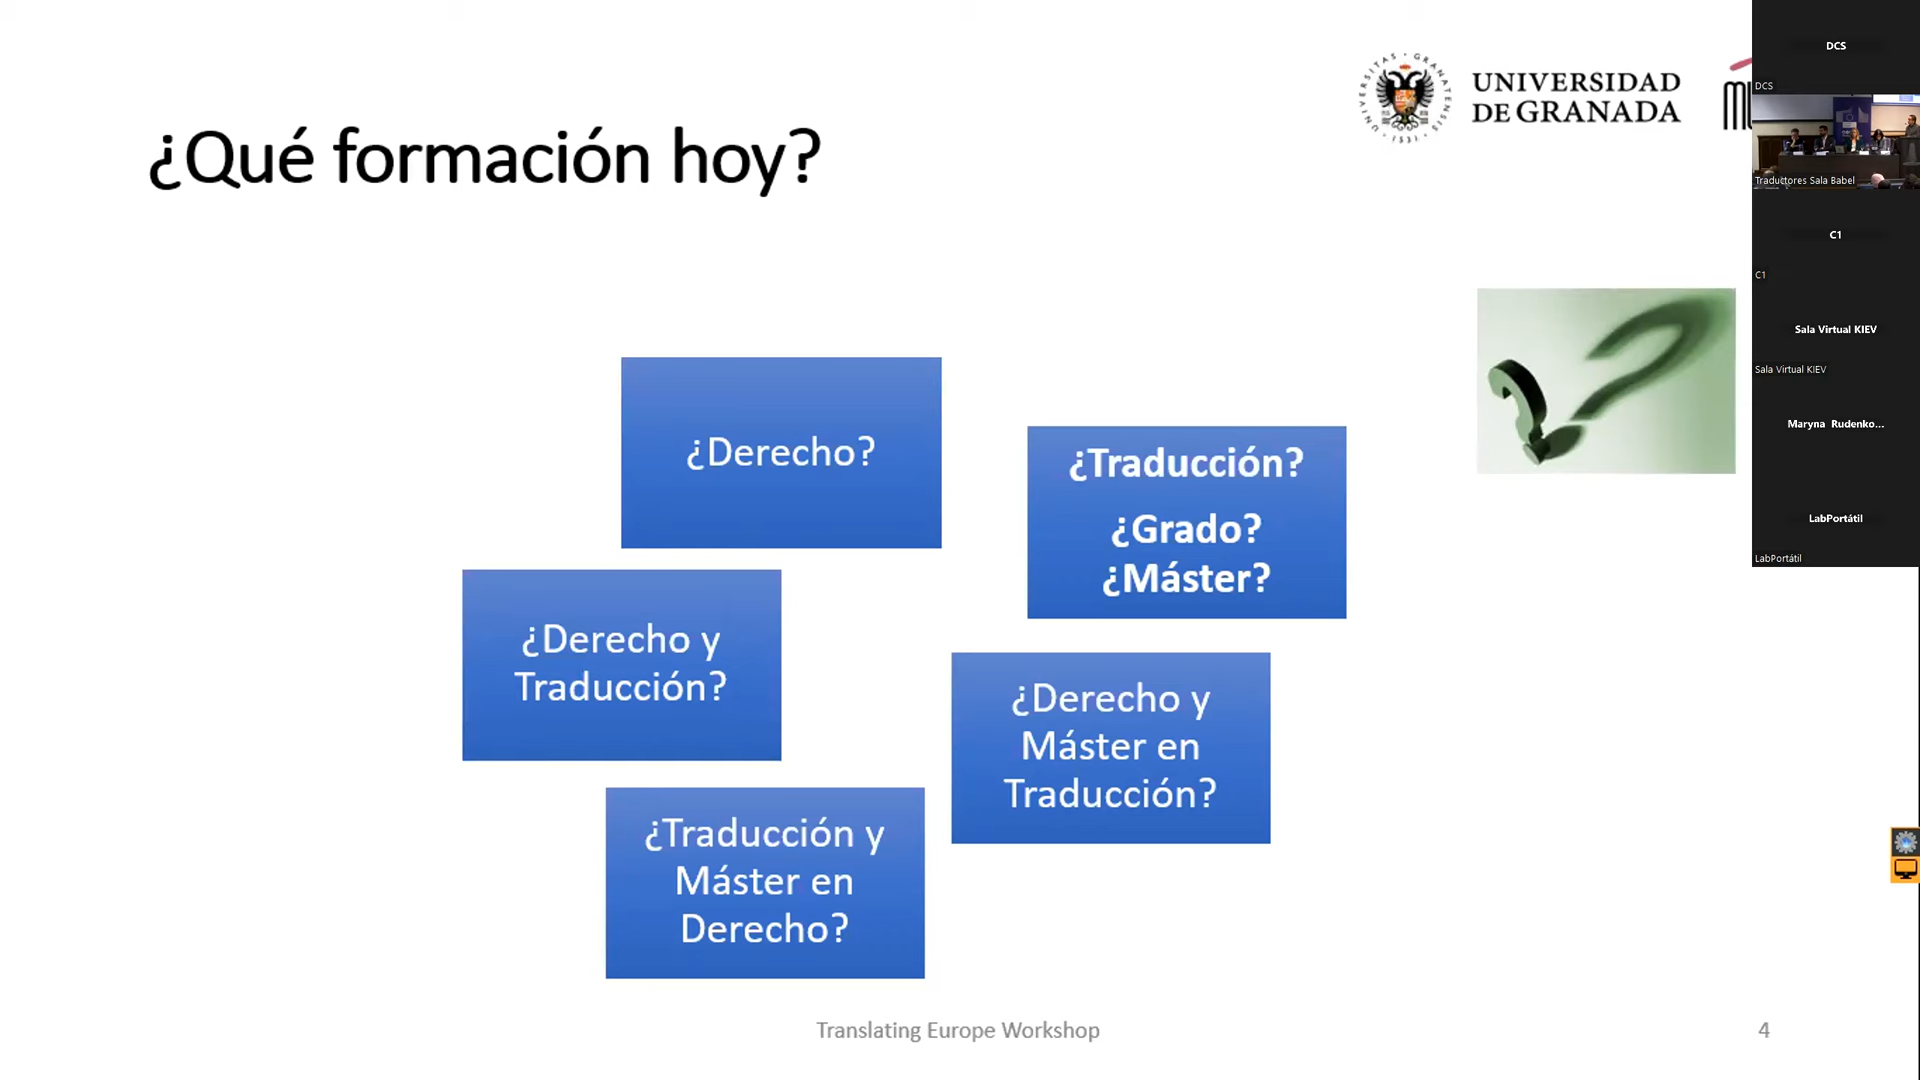 ¿Qué formación hoy?
UNIVERSIDAD
DE GRANADA
¿Derecho?
¿Traducción?
¿Grado?
¿Máster?
¿Derecho y
Traducción?
¿Derecho y
Máster en
Traducción?
¿Traducción y
Máster en
Derecho?
Translating Europe Workshop
4
DCS
DCS
Traductores Sala Babel
C1
C1
Sala Virtual KIEV
Sala Virtual KIEV
Maryna Rudenko...
LabPortátil
LabPortátil